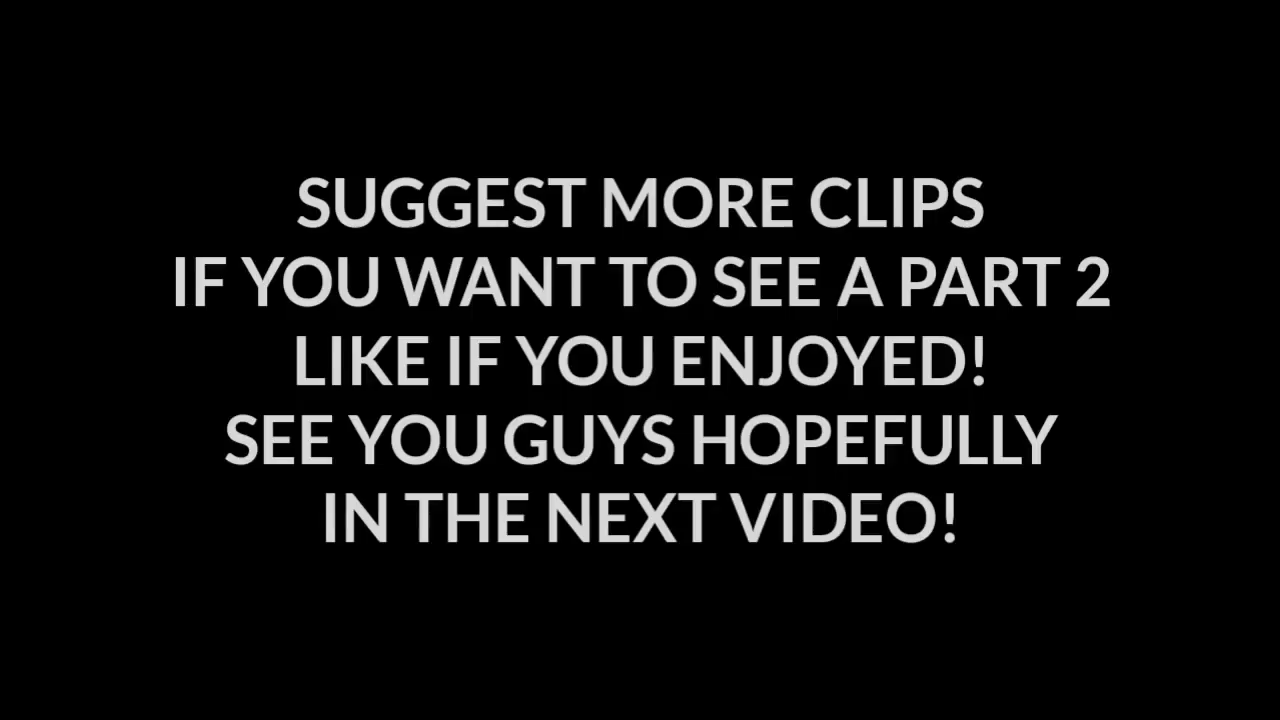 SUGGEST MORE CLIPS
IF YOU WANT TO SEE A PART 2
LIKE IF YOU ENJOYED!
SEE YOU GUYS HOPEFULLY
IN THE NEXT VIDEO!